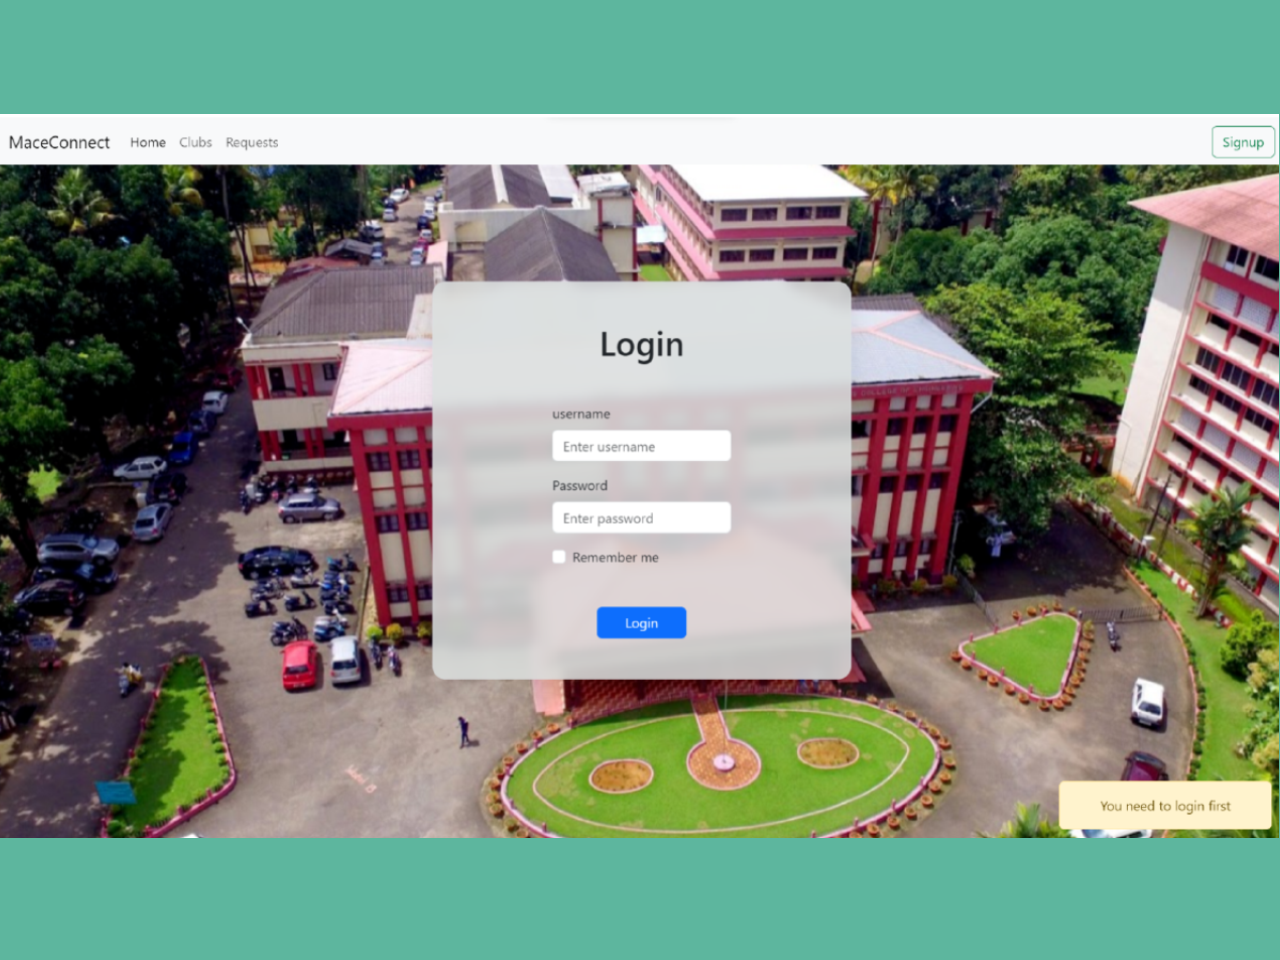 MaceConnect Home Clubs Requests Signup
Login
username
Enter username
Password
Enter password
Remember me
Login
You need to login first